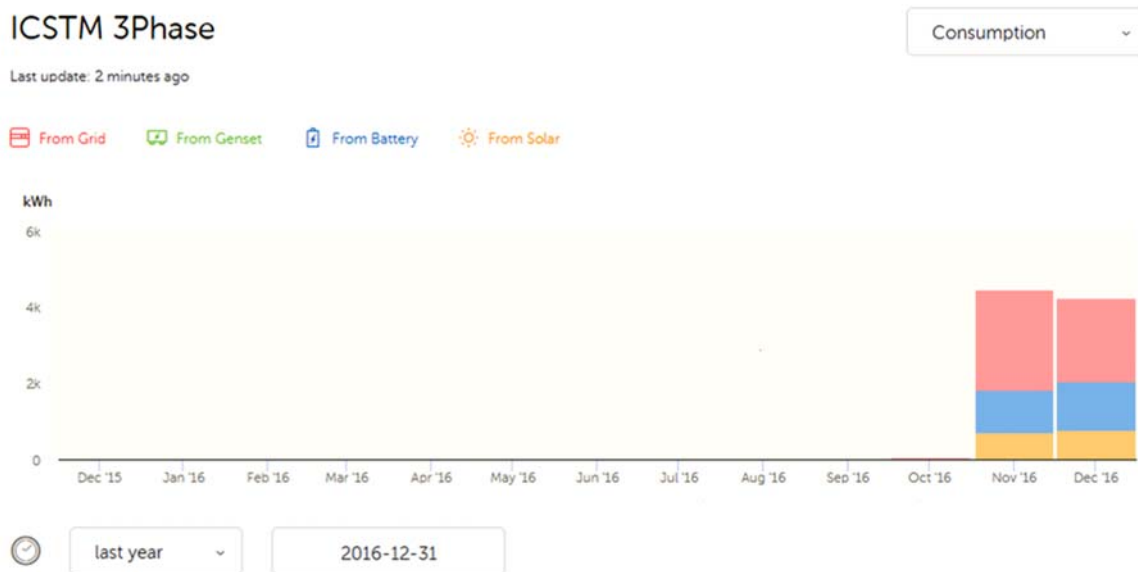 ICSTM 3Phase
Consumption
Last update: 2 minutes ago
From Grid From Genset From Battery From Solar
kWh
6k
4k
2k
0
Dec '15 Jan '16 Feb '16 Mar '16 Apr '16 May '16 Jun '16 Jul '16 Aug '16 Sep '16 Oct '16 Nov '16 Dec '16
last year 2016-12-31